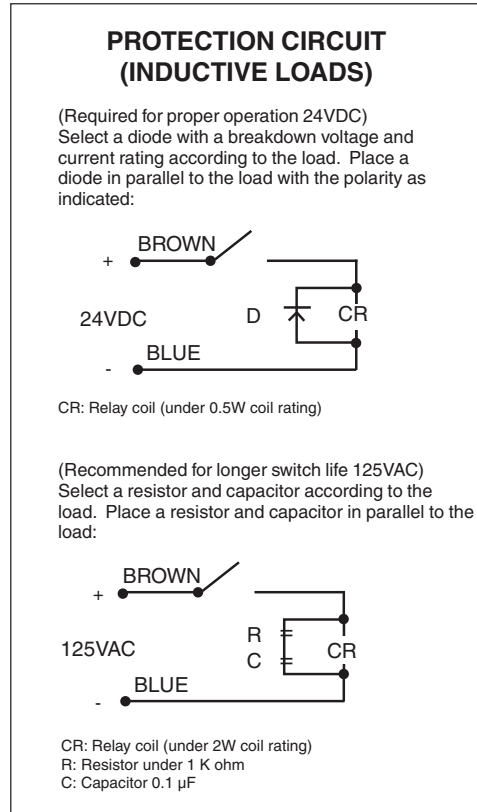 PROTECTION CIRCUIT
(INDUCTIVE LOADS)
(Required for proper operation 24VDC)
Select a diode with a breakdown voltage and
current rating according to the load. Place a
diode in parallel to the load with the polarity as
indicated:
BROWN
+
24VDC
D
CR
BLUE
-
CR: Relay coil (under 0.5W coil rating)
(Recommended for longer switch life 125VAC)
Select a resistor and capacitor according to the
load. Place a resistor and capacitor in parallel to the
load:
BROWN
+
125VAC
R
C
CR
BLUE
-
CR: Relay coil (under 2W coil rating)
R: Resistor under 1 K ohm
C: Capacitor 0.1 µF